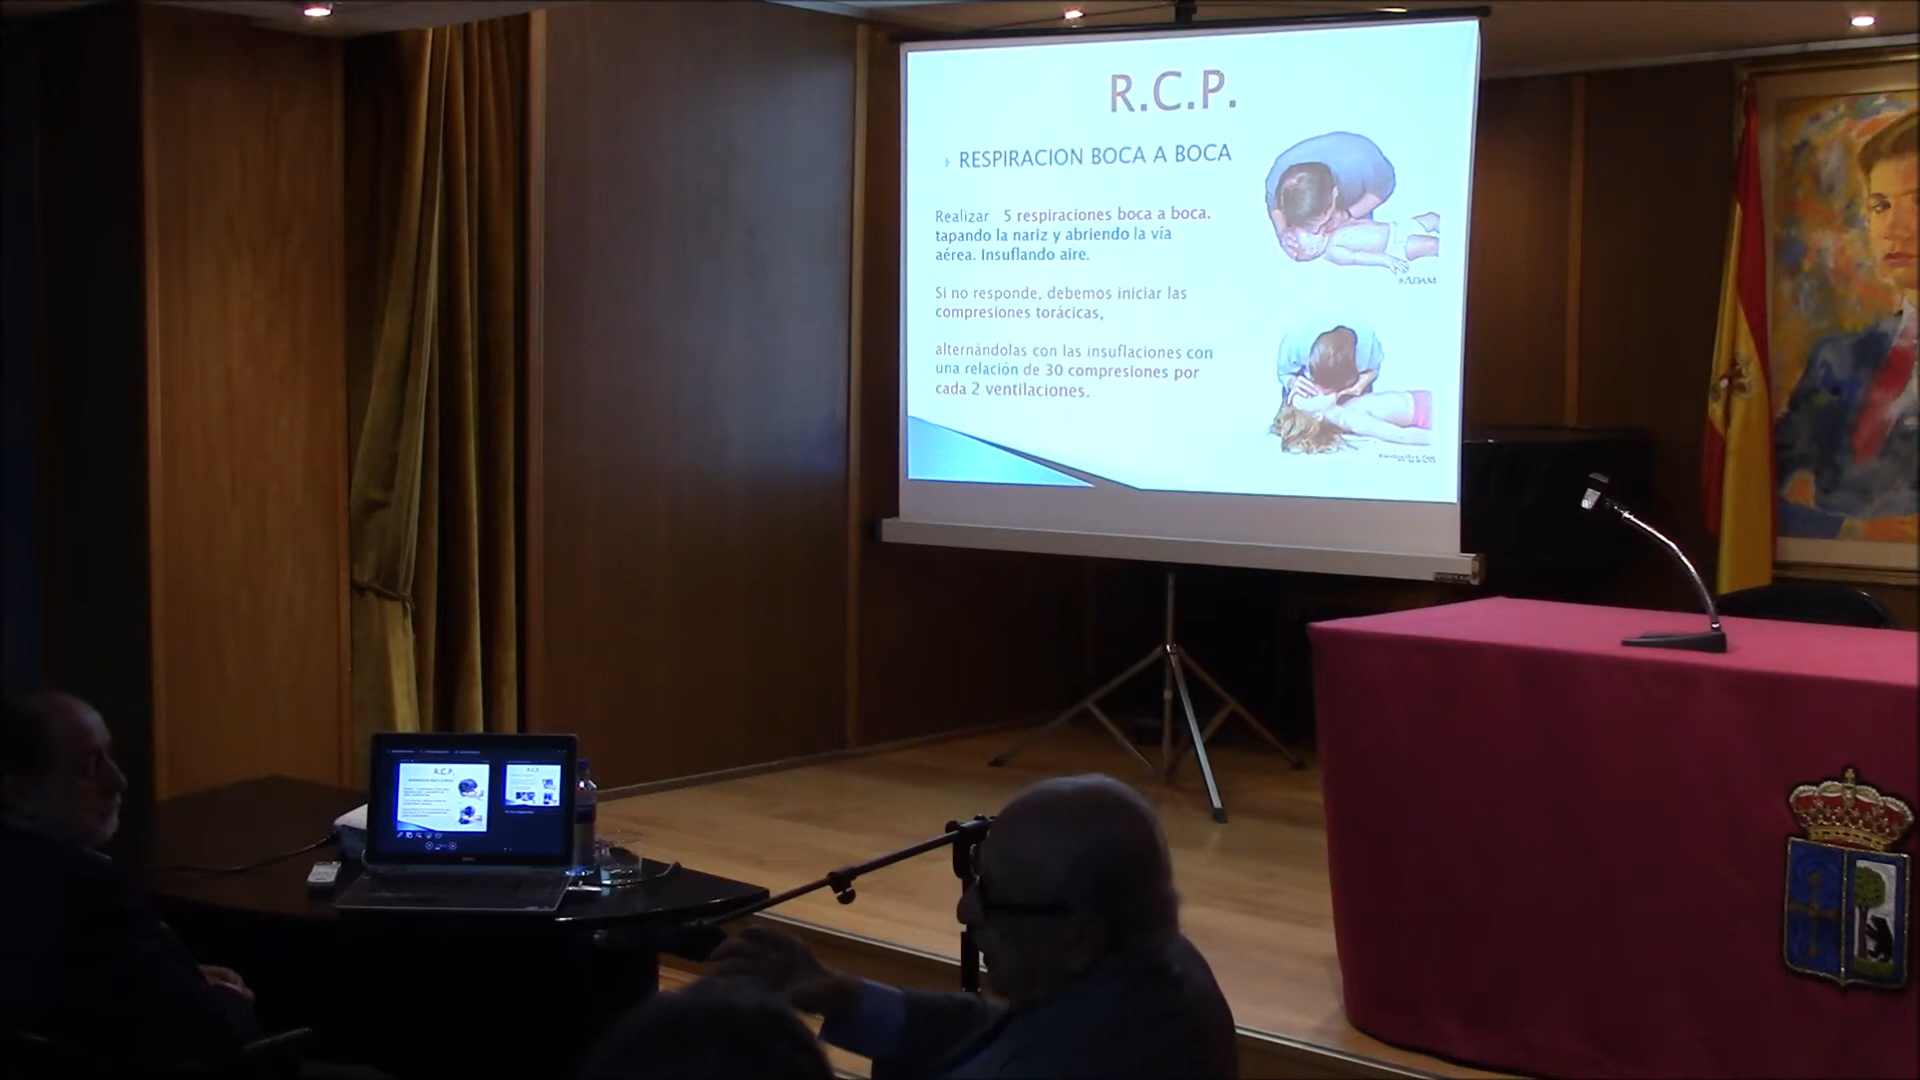 R.C.P.
RESPIRACION BOCA A BOCA
Realizar 5 respiraciones boca a boca.
tapando la nariz y abriendo la vía
aérea. Insuflando aire.
Si no responde, debemos iniciar las
compresiones torácicas,
alternándolas con las insuflaciones con
una relación de 30 compresiones por
cada 2 ventilaciones.
ADAM
R.C.P.
R.C.P.
DELL